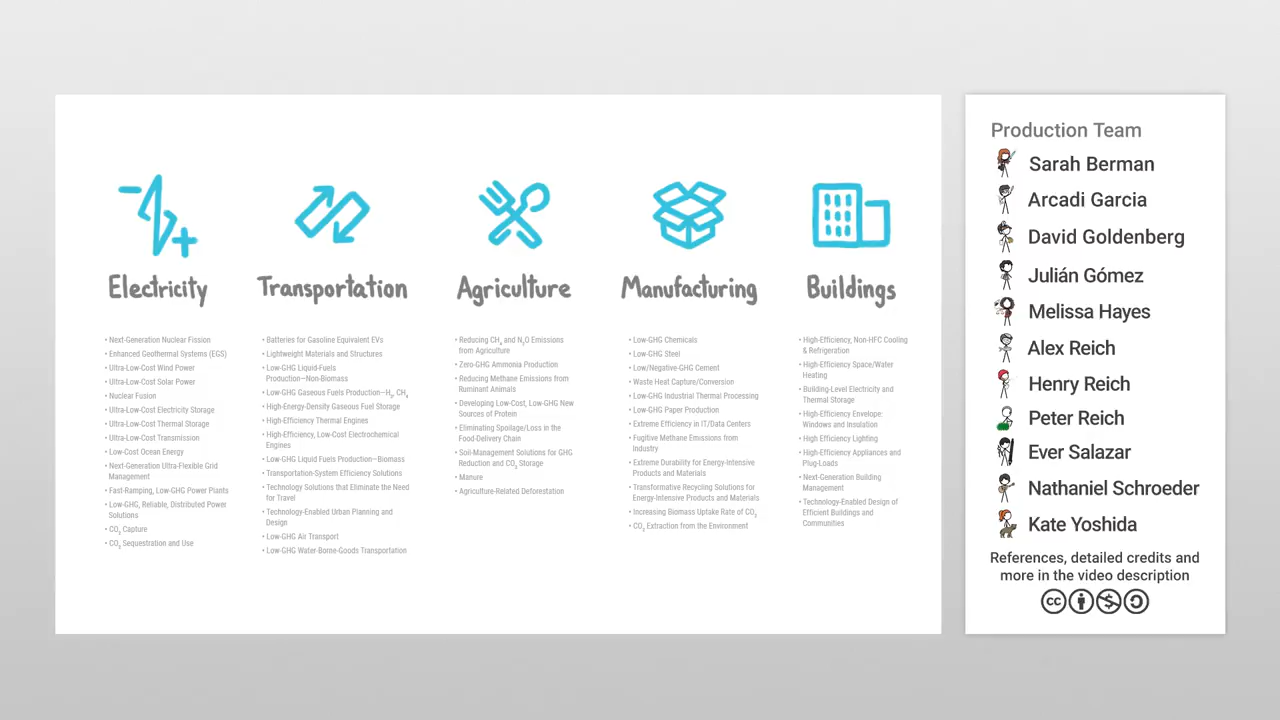 Electricity
• Next-Generation Nuclear Fission
• Enhanced Geothermal Systems (EGS)
• Ultra-Low-Cost Wind Power
• Ultra-Low-Cost Solar Power
• Nuclear Fusion
• Ultra-Low-Cost Electricity Storage
• Ultra-Low-Cost Thermal Storage
• Ultra-Low-Cost Transmission
• Low-Cost Ocean Energy
• Next-Generation Ultra-Flexible Grid
Management
• Fast-Ramping, Low-GHG Power Plants
• Low-GHG, Reliable, Distributed Power
Solutions
• CO₂ Capture
• CO₂ Sequestration and Use
Transportation
• Batteries for Gasoline Equivalent EVs
• Lightweight Materials and Structures
• Low-GHG Liquid-Fuels
Production—Non-Biomass
• Low-GHG Gaseous Fuels Production—H₂, CH₄
• High-Energy-Density Gaseous Fuel Storage
• High-Efficiency Thermal Engines
• High-Efficiency, Low-Cost Electrochemical
Engines
• Low-GHG Liquid Fuels Production—Biomass
• Transportation-System Efficiency Solutions
• Technology Solutions that Eliminate the Need
for Travel
• Technology-Enabled Urban Planning and
Design
• Low-GHG Air Transport
• Low-GHG Water-Borne-Goods Transportation
Agriculture
• Reducing CH₄ and N₂O Emissions
from Agriculture
• Zero-GHG Ammonia Production
• Reducing Methane Emissions from
Ruminant Animals
• Developing Low-Cost, Low-GHG New
Sources of Protein
• Eliminating Spoilage/Loss in the
Food-Delivery Chain
• Soil-Management Solutions for GHG
Reduction and CO₂ Storage
• Manure
• Agriculture-Related Deforestation
Manufacturing
• Low-GHG Chemicals
• Low-GHG Steel
• Low/Negative-GHG Cement
• Waste Heat Capture/Conversion
• Low-GHG Industrial Thermal Processing
• Low-GHG Paper Production
• Extreme Efficiency in IT/Data Centers
• Fugitive Methane Emissions from
Industry
• Extreme Durability for Energy-Intensive
Products and Materials
• Transformative Recycling Solutions for
Energy-Intensive Products and Materials
• Increasing Biomass Uptake Rate of CO₂
• CO₂ Extraction from the Environment
Buildings
• High-Efficiency, Non-HFC Cooling
& Refrigeration
• High-Efficiency Space/Water
Heating
• Building-Level Electricity and
Thermal Storage
• High-Efficiency Envelope:
Windows and Insulation
• High Efficiency Lighting
• High-Efficiency Appliances and
Plug-Loads
• Next-Generation Building
Management
• Technology-Enabled Design of
Efficient Buildings and
Communities
Production Team
Sarah Berman
Arcadi Garcia
David Goldenberg
Julián Gómez
Melissa Hayes
Alex Reich
Henry Reich
Peter Reich
Ever Salazar
Nathaniel Schroeder
Kate Yoshida
References, detailed credits and
more in the video description
cc